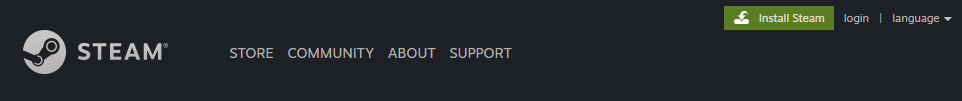 Install Steam login | language
STEAM® STORE COMMUNITY ABOUT SUPPORT